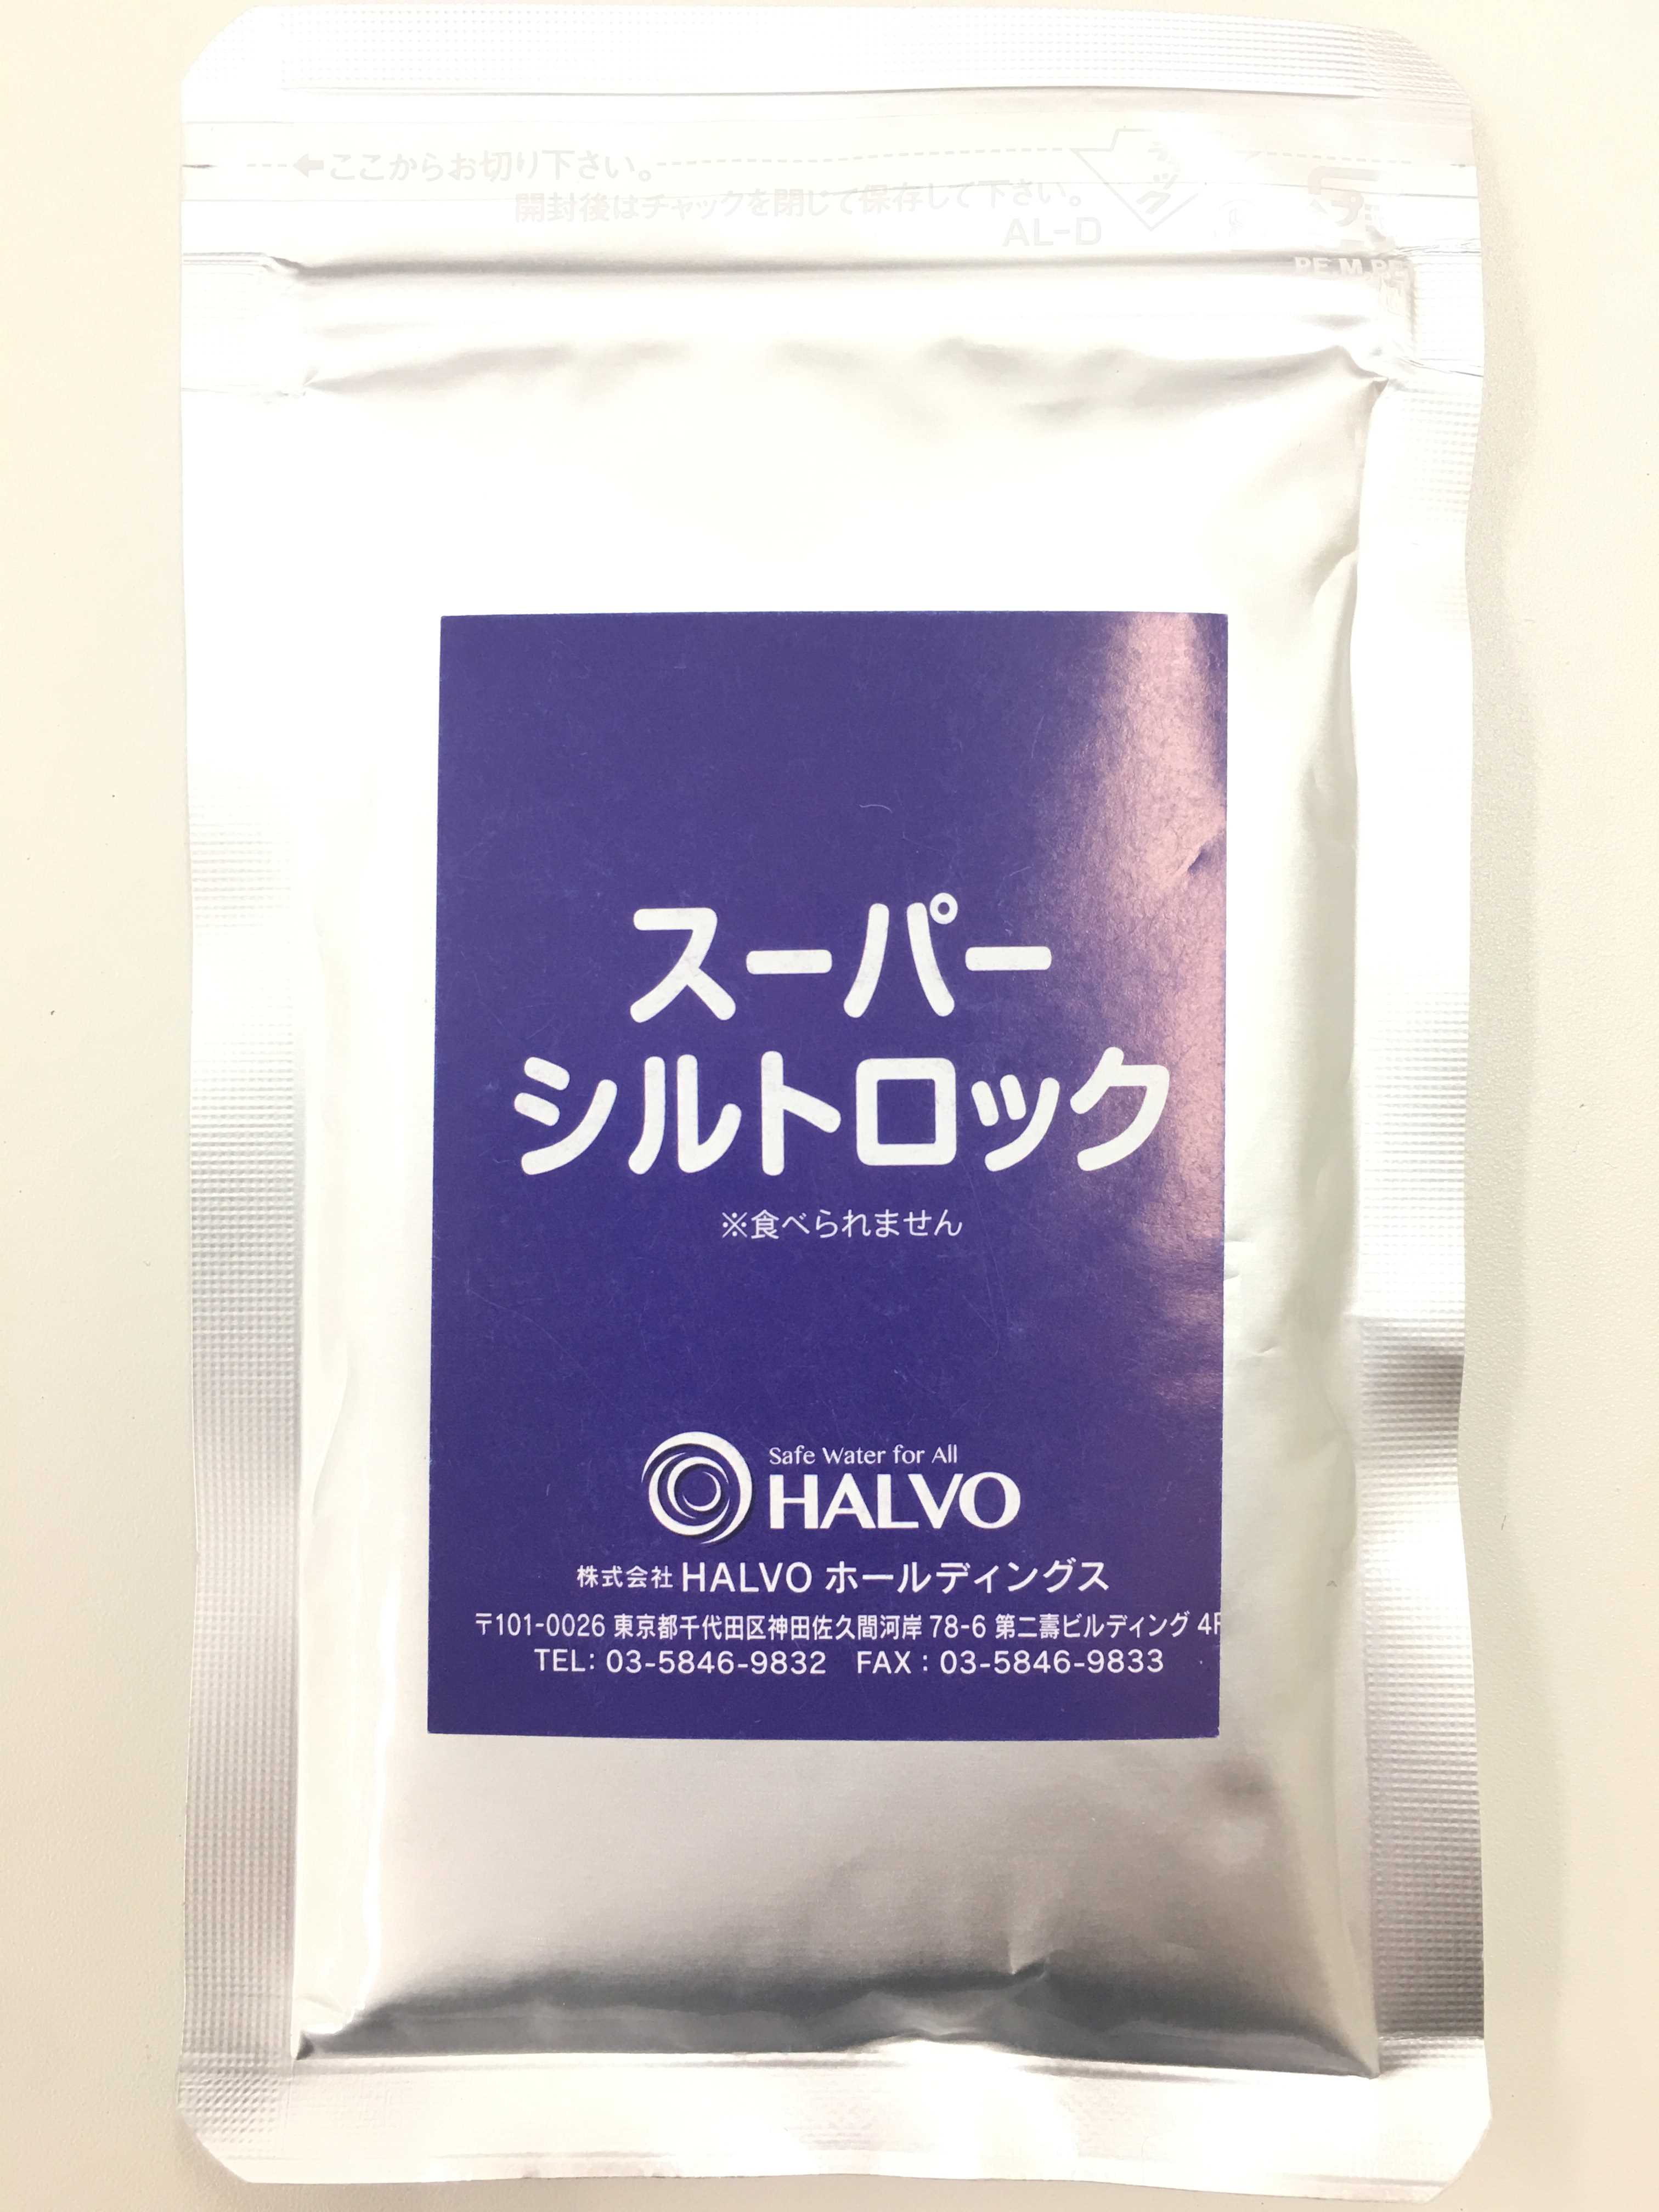 ここからお切り下さい。
開封後はチャックを閉じて保存して下さい。
AL-D
PE,M,PE
スーパー
シルトロック
※食べられません
Safe Water for All
HALVO
株式会社 HALVO ホールディングス
〒101-0026 東京都千代田区神田佐久間河岸 78-6 第二壽ビルディング 4F
TEL: 03-5846-9832 FAX : 03-5846-9833